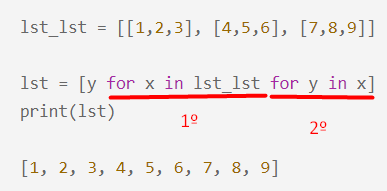 lst_lst = [[1,2,3], [4,5,6], [7,8,9]]
lst = [y for x in lst_lst for y in x]
print(lst)
1º
2º
[1, 2, 3, 4, 5, 6, 7, 8, 9]